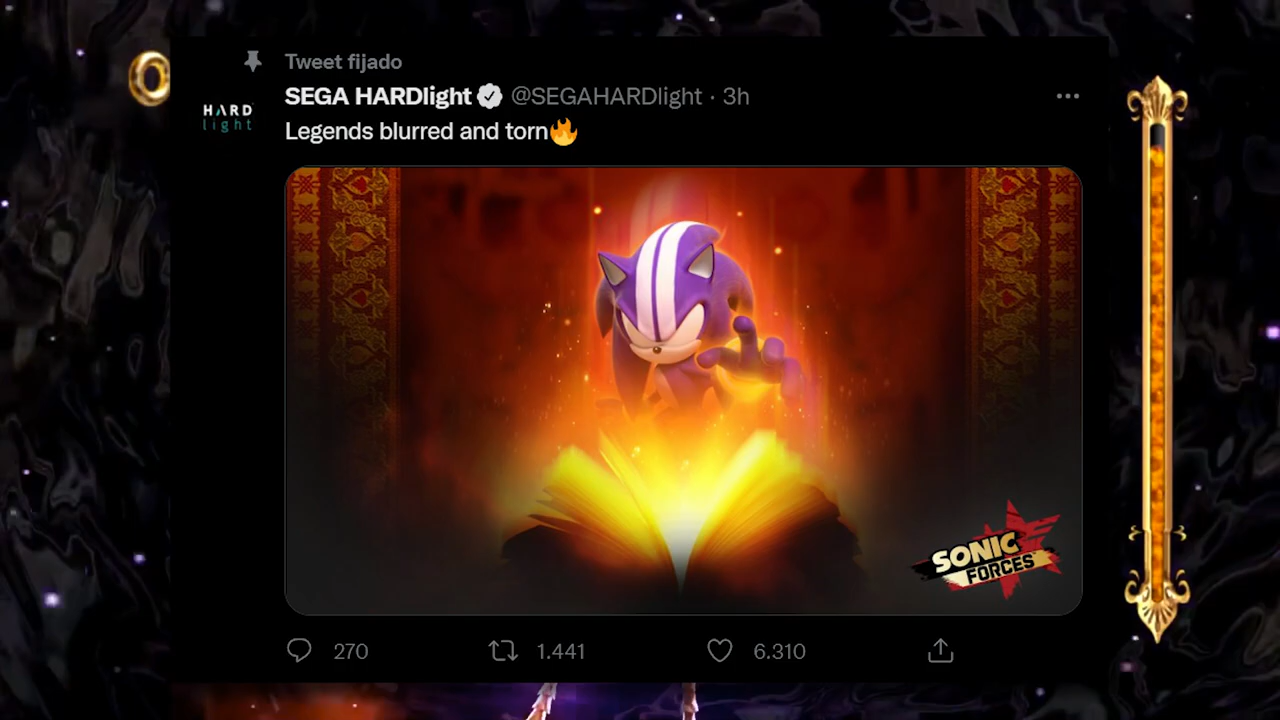 Tweet fijado
SEGA HARDlight @SEGAHARDlight · 3h
HARD
light
Legends blurred and torn🔥
SONIC
FORCES
270
1.441
6.310